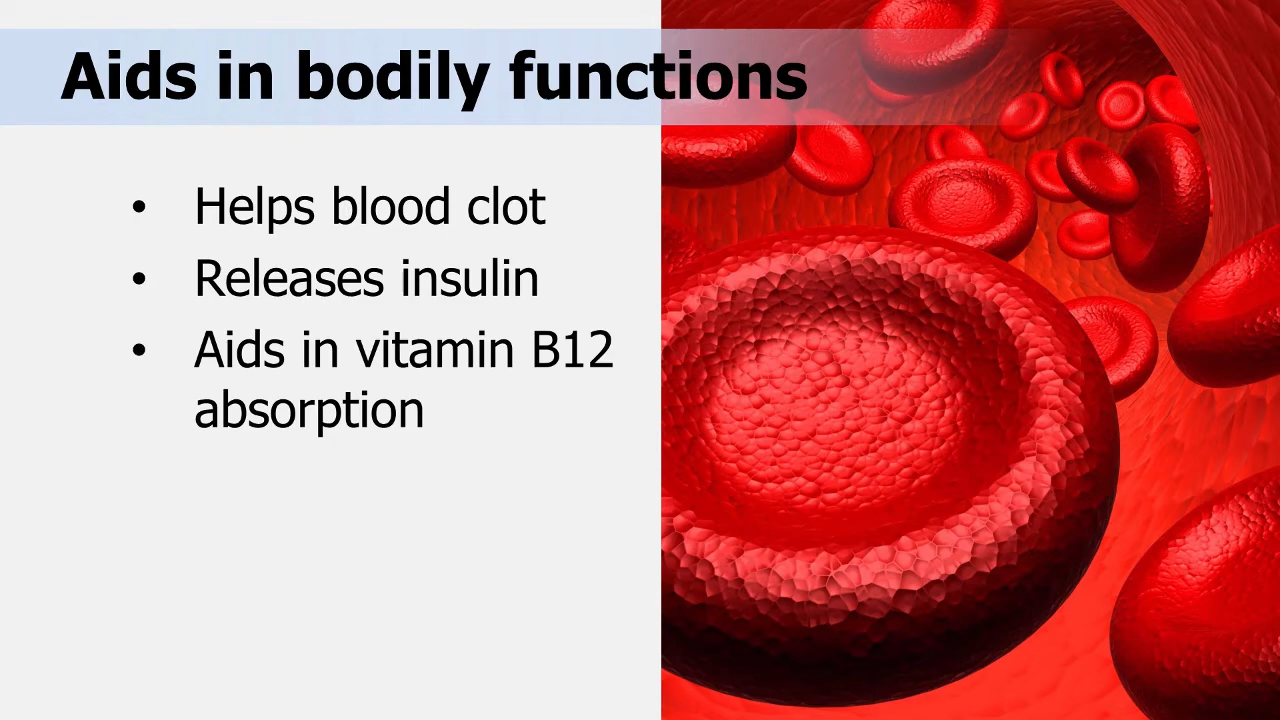 Aids in bodily functions
• Helps blood clot
• Releases insulin
• Aids in vitamin B12
absorption